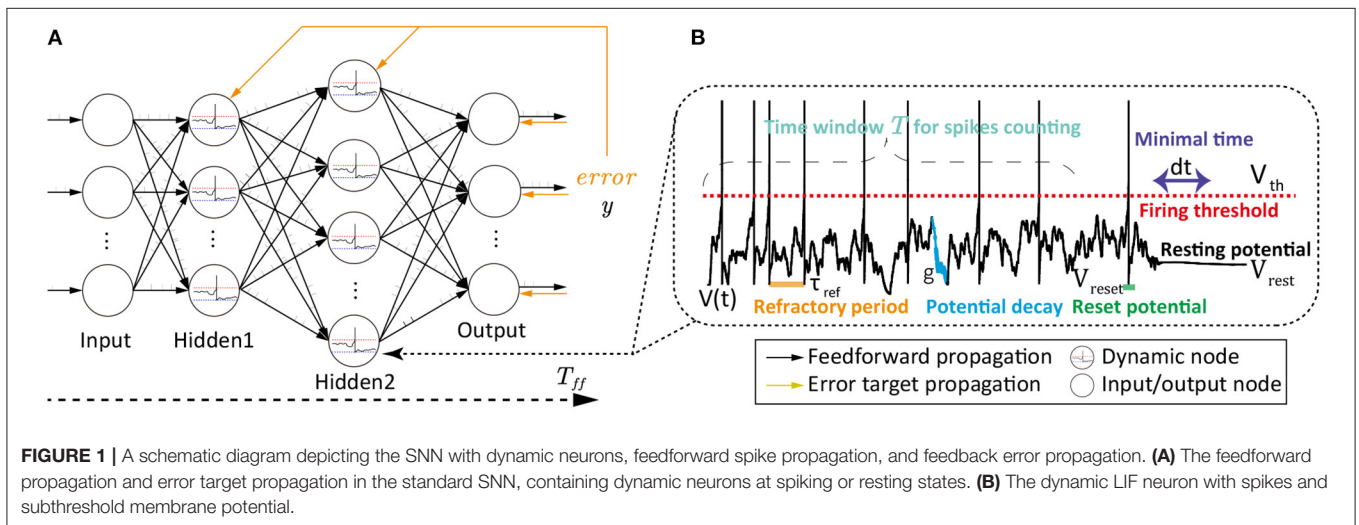 A
error
y
Input
Hidden1
Hidden2
Output
T_ff
B
Time window T for spikes counting
Minimal time
dt
V_th
Firing threshold
Resting potential
V_rest
V(t)
τ_ref
g
V_reset
Refractory period
Potential decay
Reset potential
Feedforward propagation
Dynamic node
Error target propagation
Input/output node
FIGURE 1 | A schematic diagram depicting the SNN with dynamic neurons, feedforward spike propagation, and feedback error propagation. (A) The feedforward
propagation and error target propagation in the standard SNN, containing dynamic neurons at spiking or resting states. (B) The dynamic LIF neuron with spikes and
subthreshold membrane potential.